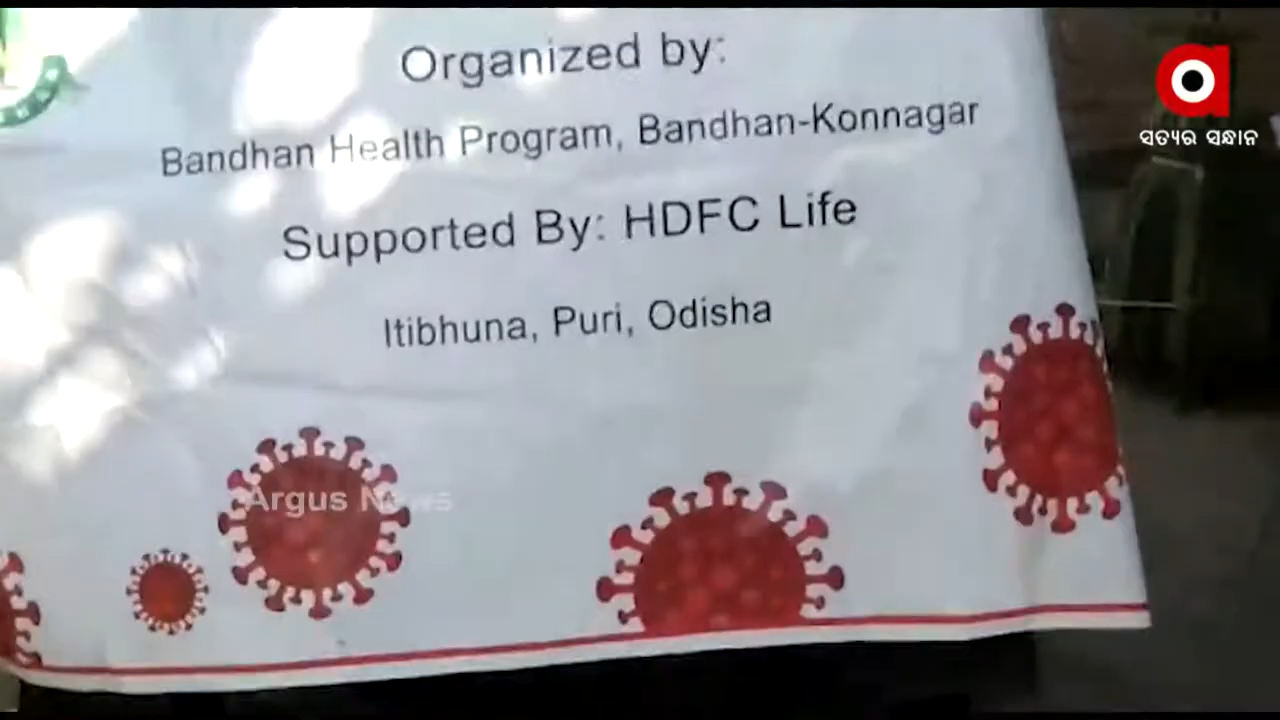 Organized by:
Bandhan Health Program, Bandhan-Konnagar
Supported By: HDFC Life
Itibhuna, Puri, Odisha
ସତ୍ୟର ସନ୍ଧାନ
Argus News